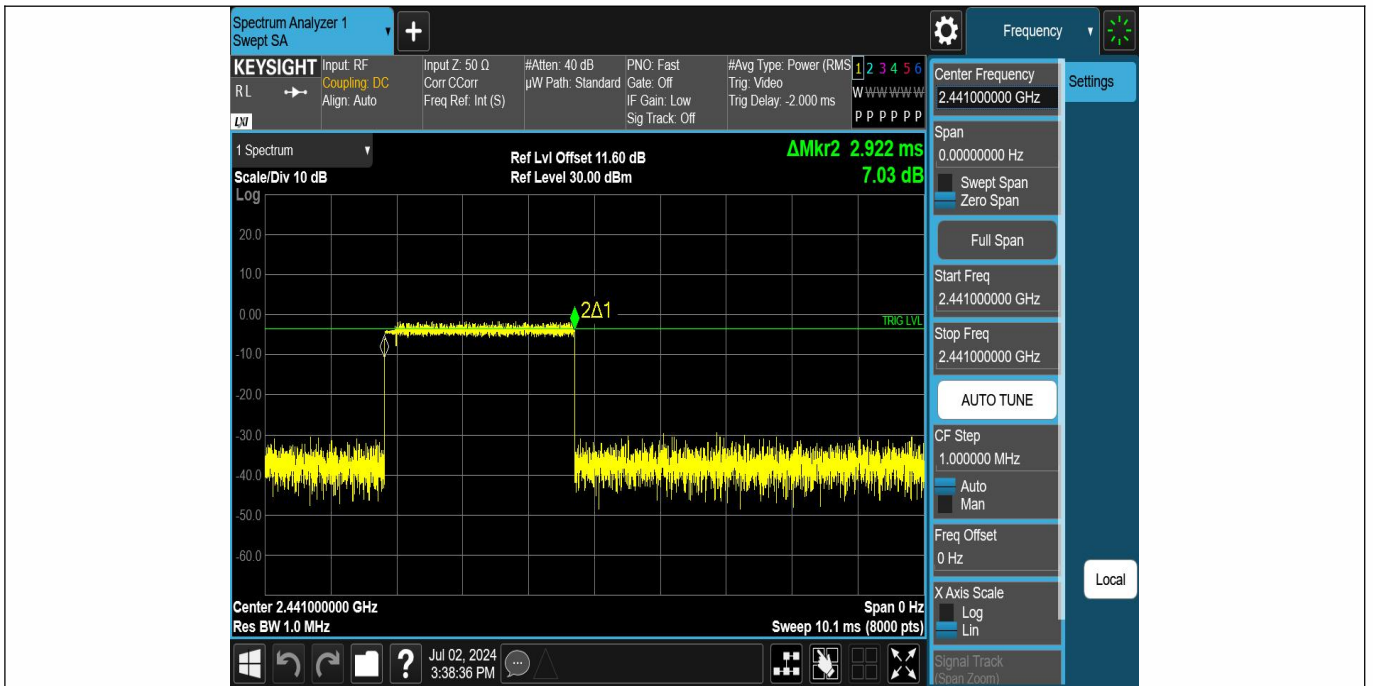 Spectrum Analyzer 1
Swept SA
Frequency
KEYSIGHT
RL
LXI
Input: RF
Coupling: DC
Align: Auto
Input Z: 50 Ω
Corr CCorr
Freq Ref: Int (S)
#Atten: 40 dB
µW Path: Standard
PNO: Fast
Gate: Off
IF Gain: Low
Sig Track: Off
#Avg Type: Power (RMS
Trig: Video
Trig Delay: -2.000 ms
1 2 3 4 5 6
W W W W W W
P P P P P P
1 Spectrum
Scale/Div 10 dB
Log
Ref Lvl Offset 11.60 dB
Ref Level 30.00 dBm
ΔMkr2 2.922 ms
7.03 dB
20.0
10.0
0.00
-10.0
-20.0
-30.0
-40.0
-50.0
-60.0
2Δ1
TRIG LVL
Center 2.441000000 GHz
Res BW 1.0 MHz
Span 0 Hz
Sweep 10.1 ms (8000 pts)
Center Frequency
2.441000000 GHz
Settings
Span
0.00000000 Hz
Swept Span
Zero Span
Full Span
Start Freq
2.441000000 GHz
Stop Freq
2.441000000 GHz
AUTO TUNE
CF Step
1.000000 MHz
Auto
Man
Freq Offset
0 Hz
X Axis Scale
Log
Lin
Signal Track
(Span Zoom)
Local
?
Jul 02, 2024
3:38:36 PM